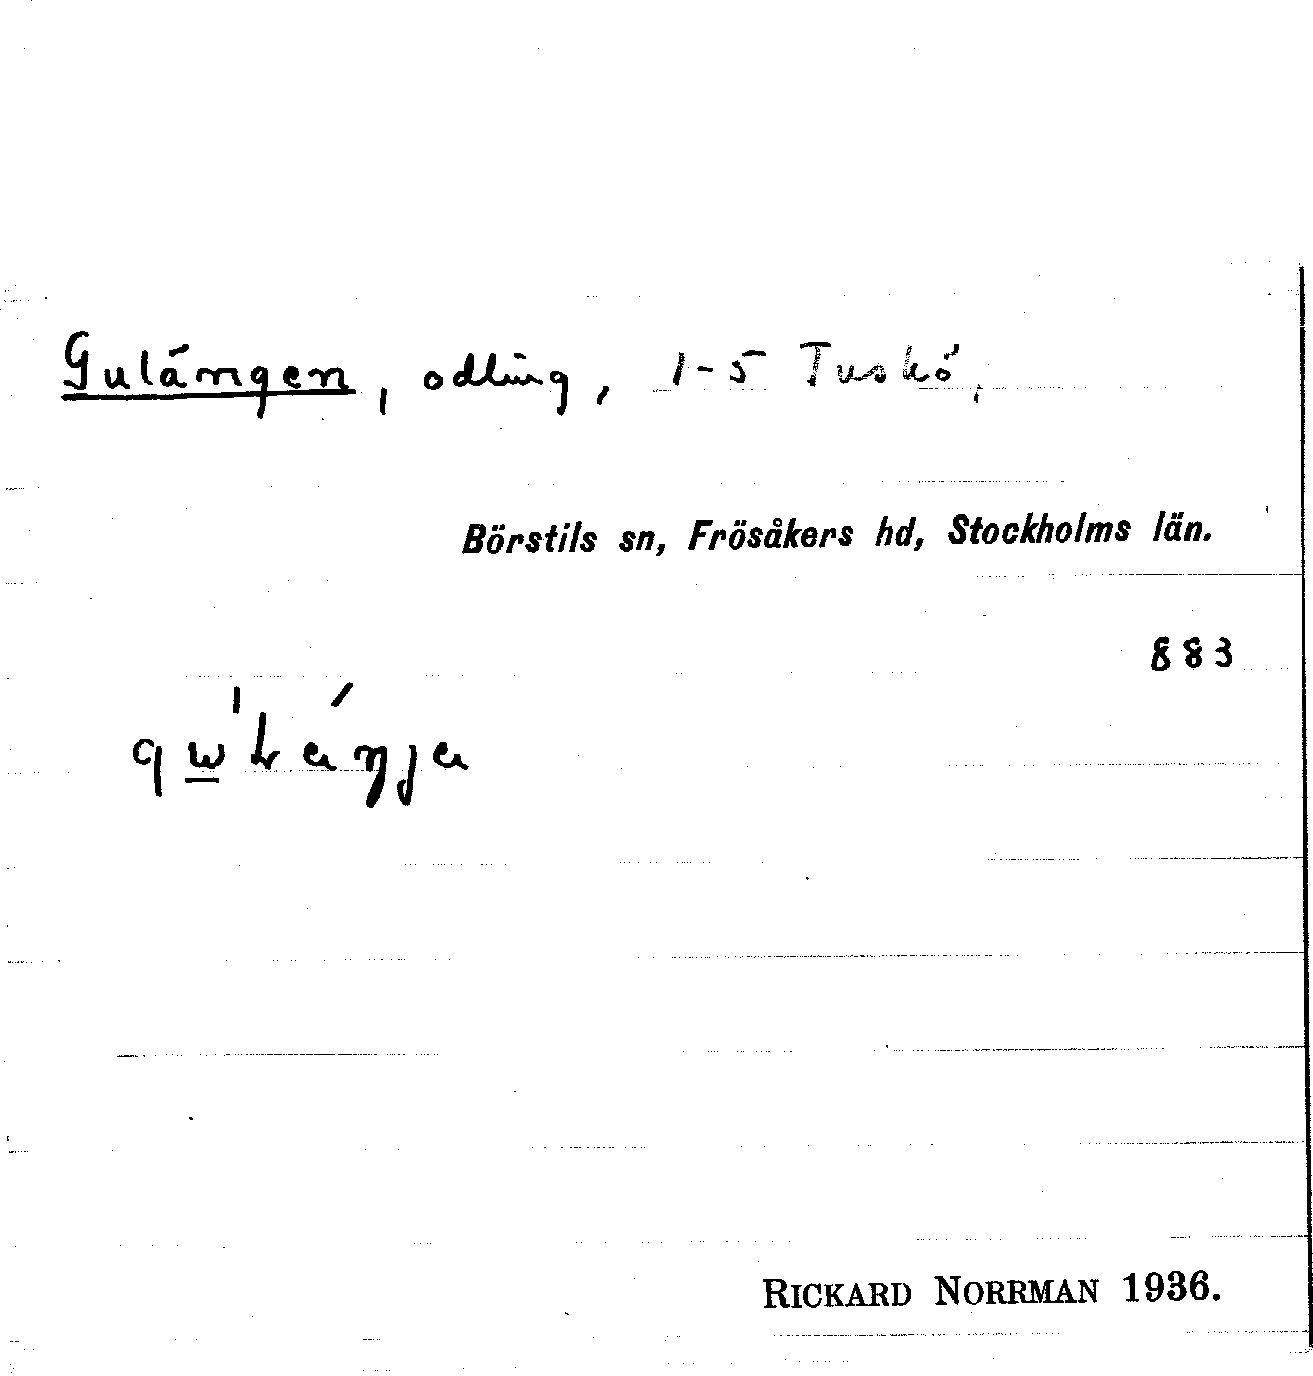 Gulängen, odling, 1-5 Tuskö,
Börstils sn, Frösåkers hd, Stockholms län.
883
RICKARD NORRMAN 1936.